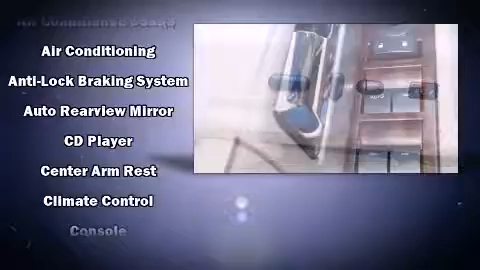 Air Conditioning
Anti-Lock Braking System
Auto Rearview Mirror
CD Player
Center Arm Rest
Climate Control
Console